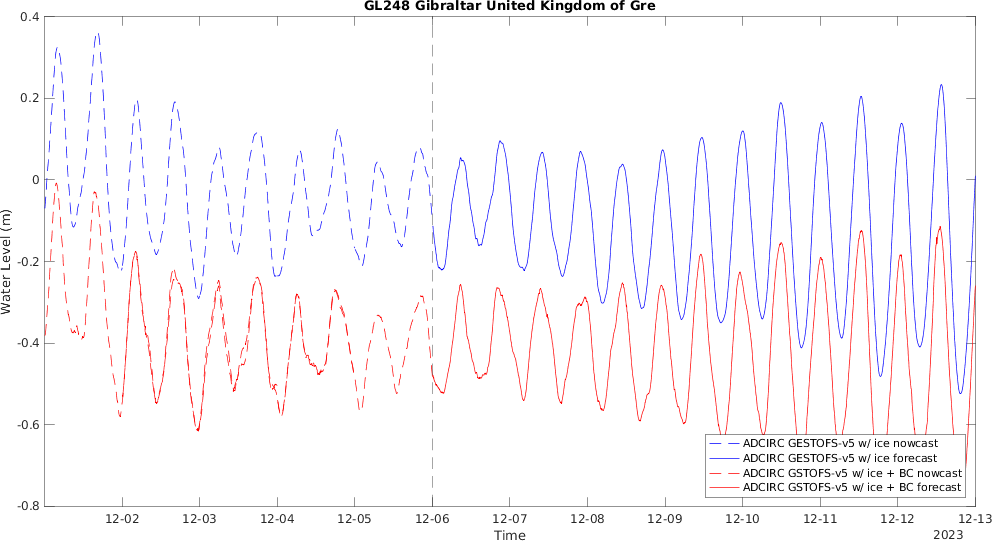 GL248 Gibraltar United Kingdom of Gre
Water Level (m)
0.4
0.2
0
-0.2
-0.4
-0.6
-0.8
12-02 12-03 12-04 12-05 12-06 12-07 12-08 12-09 12-10 12-11 12-12 12-13
Time
2023
ADCIRC GESTOFS-v5 w/ ice nowcast
ADCIRC GESTOFS-v5 w/ ice forecast
ADCIRC GSTOFS-v5 w/ ice + BC nowcast
ADCIRC GSTOFS-v5 w/ ice + BC forecast